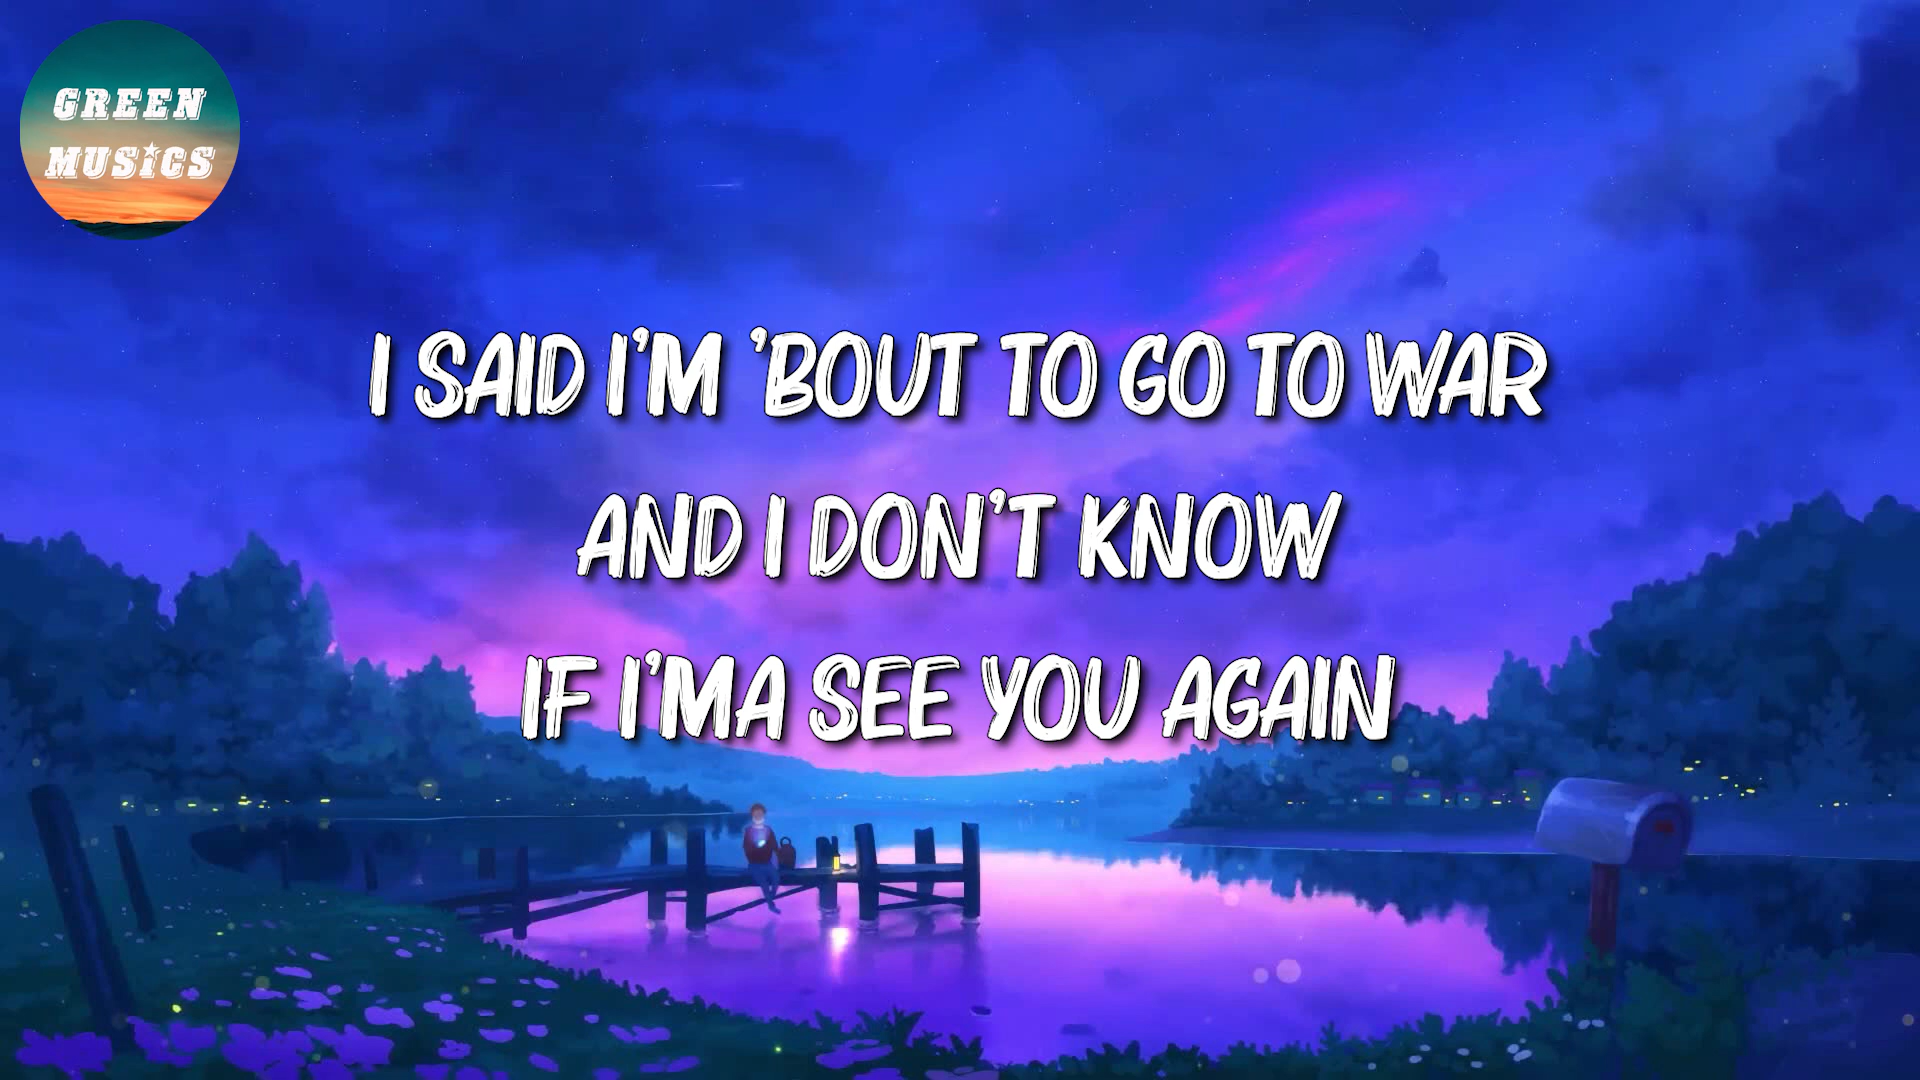 GREEN
MUSICS
I SAID I'M 'BOUT TO GO TO WAR
AND I DON'T KNOW
IF I'MA SEE YOU AGAIN